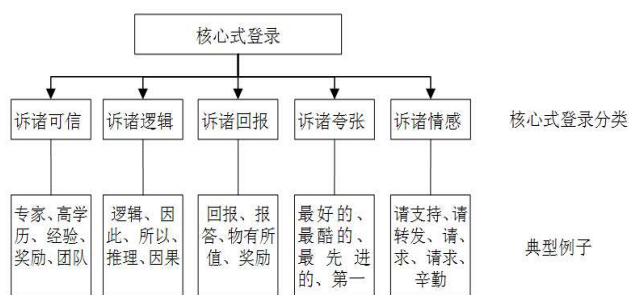 核心式登录
诉诸可信
诉诸逻辑
诉诸回报
诉诸夸张
诉诸情感
核心式登录分类
专家、高学
历、经验、
奖励、团队
逻辑、因
此、所以、
推理、因果
回报、报
答、物有所
值、奖励
最好的、
最酷的、
最先进
的、第一
请支持、请
转发、请、
求、请求、
辛勤
典型例子